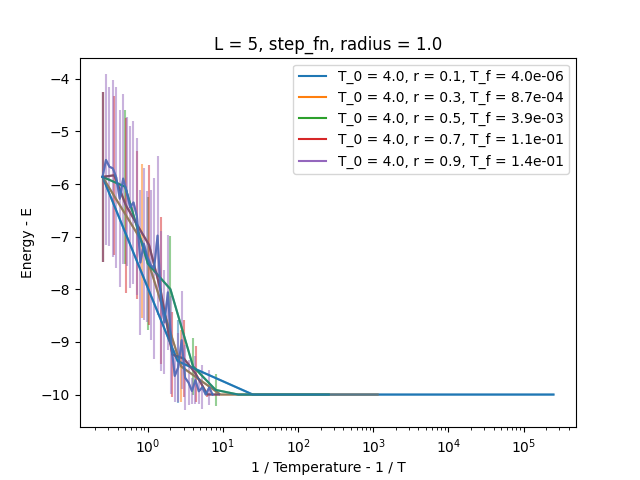 L = 5, step_fn, radius = 1.0
T_0 = 4.0, r = 0.1, T_f = 4.0e-06
T_0 = 4.0, r = 0.3, T_f = 8.7e-04
T_0 = 4.0, r = 0.5, T_f = 3.9e-03
T_0 = 4.0, r = 0.7, T_f = 1.1e-01
T_0 = 4.0, r = 0.9, T_f = 1.4e-01
Energy - E
−4
−5
−6
−7
−8
−9
−10
10⁰ 10¹ 10² 10³ 10⁴ 10⁵
1 / Temperature - 1 / T